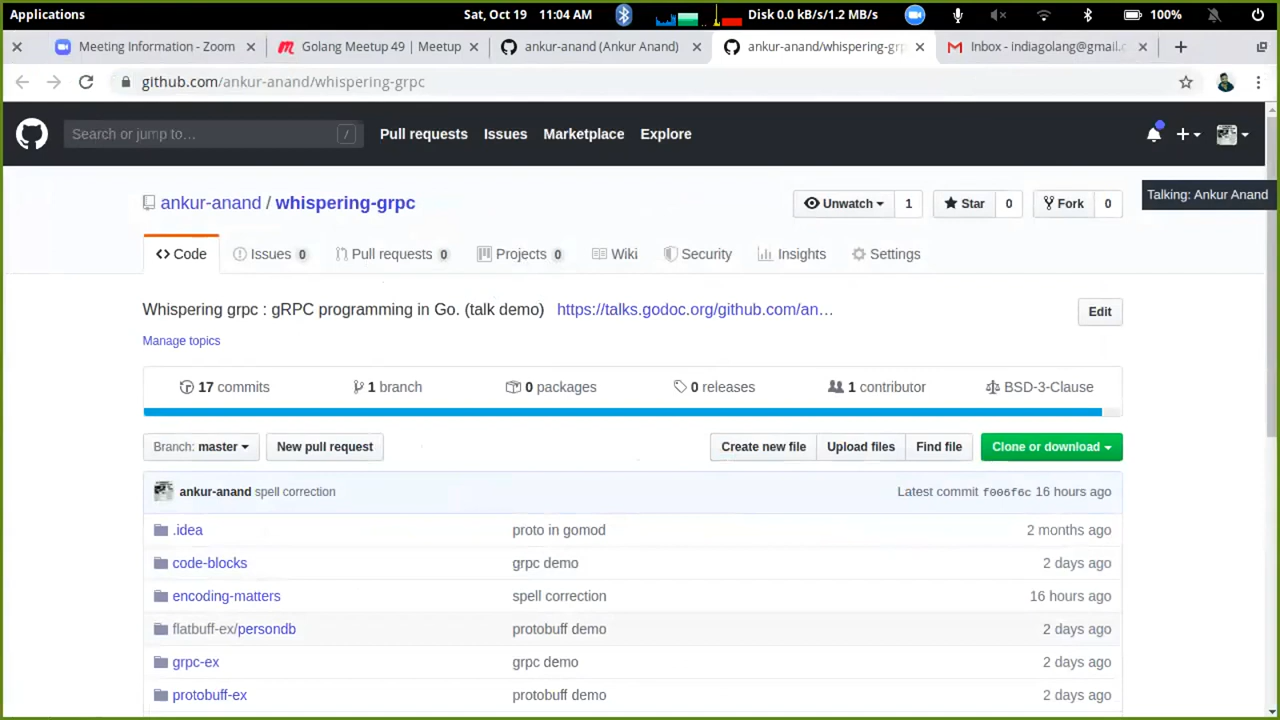 Applications
Sat, Oct 19 11:04 AM
Disk 0.0 kB/s/1.2 MB/s
100%
Meeting Information - Zoom
Golang Meetup 49 | Meetup
ankur-anand (Ankur Anand)
ankur-anand/whispering-grp
Inbox - indiagolang@gmail.c
github.com/ankur-anand/whispering-grpc
Search or jump to…
/
Pull requests
Issues
Marketplace
Explore
Talking: Ankur Anand
ankur-anand / whispering-grpc
Unwatch 1
Star 0
Fork 0
Code
Issues 0
Pull requests 0
Projects 0
Wiki
Security
Insights
Settings
Whispering grpc : gRPC programming in Go. (talk demo) https://talks.godoc.org/github.com/an…
Edit
Manage topics
17 commits
1 branch
0 packages
0 releases
1 contributor
BSD-3-Clause
Branch: master
New pull request
Create new file
Upload files
Find file
Clone or download
ankur-anand spell correction
Latest commit f006f6c 16 hours ago
.idea proto in gomod 2 months ago
code-blocks grpc demo 2 days ago
encoding-matters spell correction 16 hours ago
flatbuff-ex/persondb protobuff demo 2 days ago
grpc-ex grpc demo 2 days ago
protobuff-ex protobuff demo 2 days ago